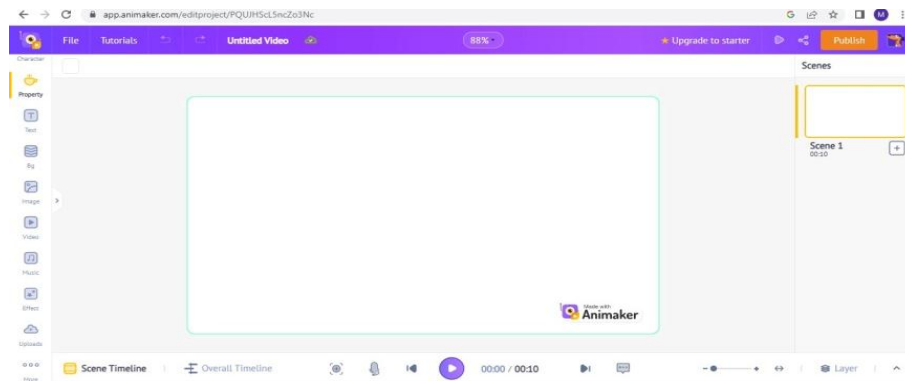 app.animaker.com/editproject/PQUJHScL5ncZo3Nc
G
M
File Tutorials Untitled Video 88% Upgrade to starter Publish
Character
Property
Text
Bg
Image
Video
Music
Effect
Uploads
More
Scenes
Scene 1
00:10
Made with
Animaker
Scene Timeline Overall Timeline 00:00 / 00:10 Layer